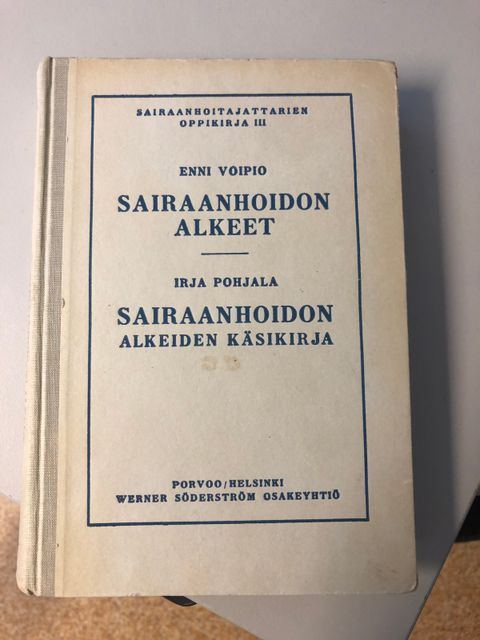 SAIRAANHOITAJATTARIEN
OPPIKIRJA III
ENNI VOIPIO
SAIRAANHOIDON
ALKEET
IRJA POHJALA
SAIRAANHOIDON
ALKEIDEN KÄSIKIRJA
PORVOO/HELSINKI
WERNER SÖDERSTRÖM OSAKEYHTIÖ